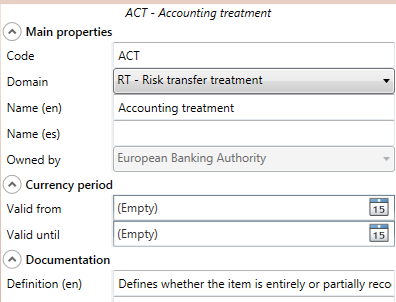 ACT - Accounting treatment
Main properties
Code ACT
Domain RT - Risk transfer treatment
Name (en) Accounting treatment
Name (es)
Owned by European Banking Authority
Currency period
Valid from (Empty) 15
Valid until (Empty) 15
Documentation
Definition (en) Defines whether the item is entirely or partially reco